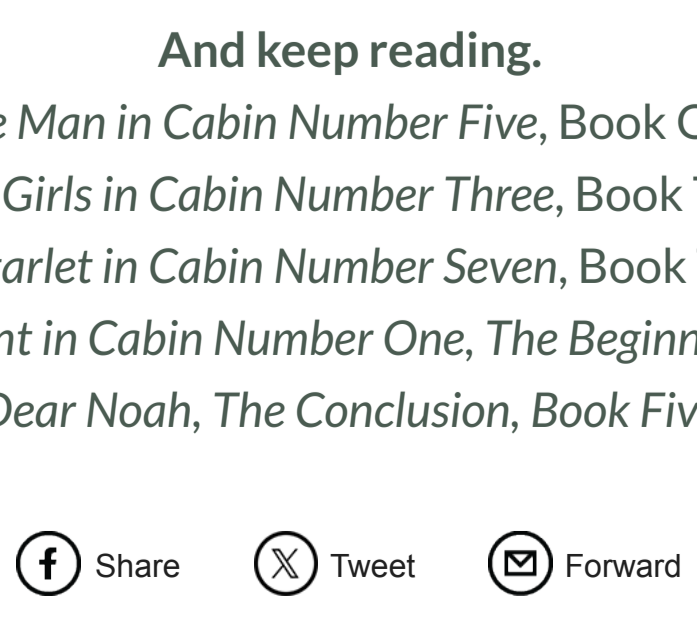 And keep reading.
Man in Cabin Number Five, Book
Girls in Cabin Number Three, Book
in Cabin Number Seven, Book
in Cabin Number One, The
Dear Noah, The Conclusion, Book
Share Tweet Forward